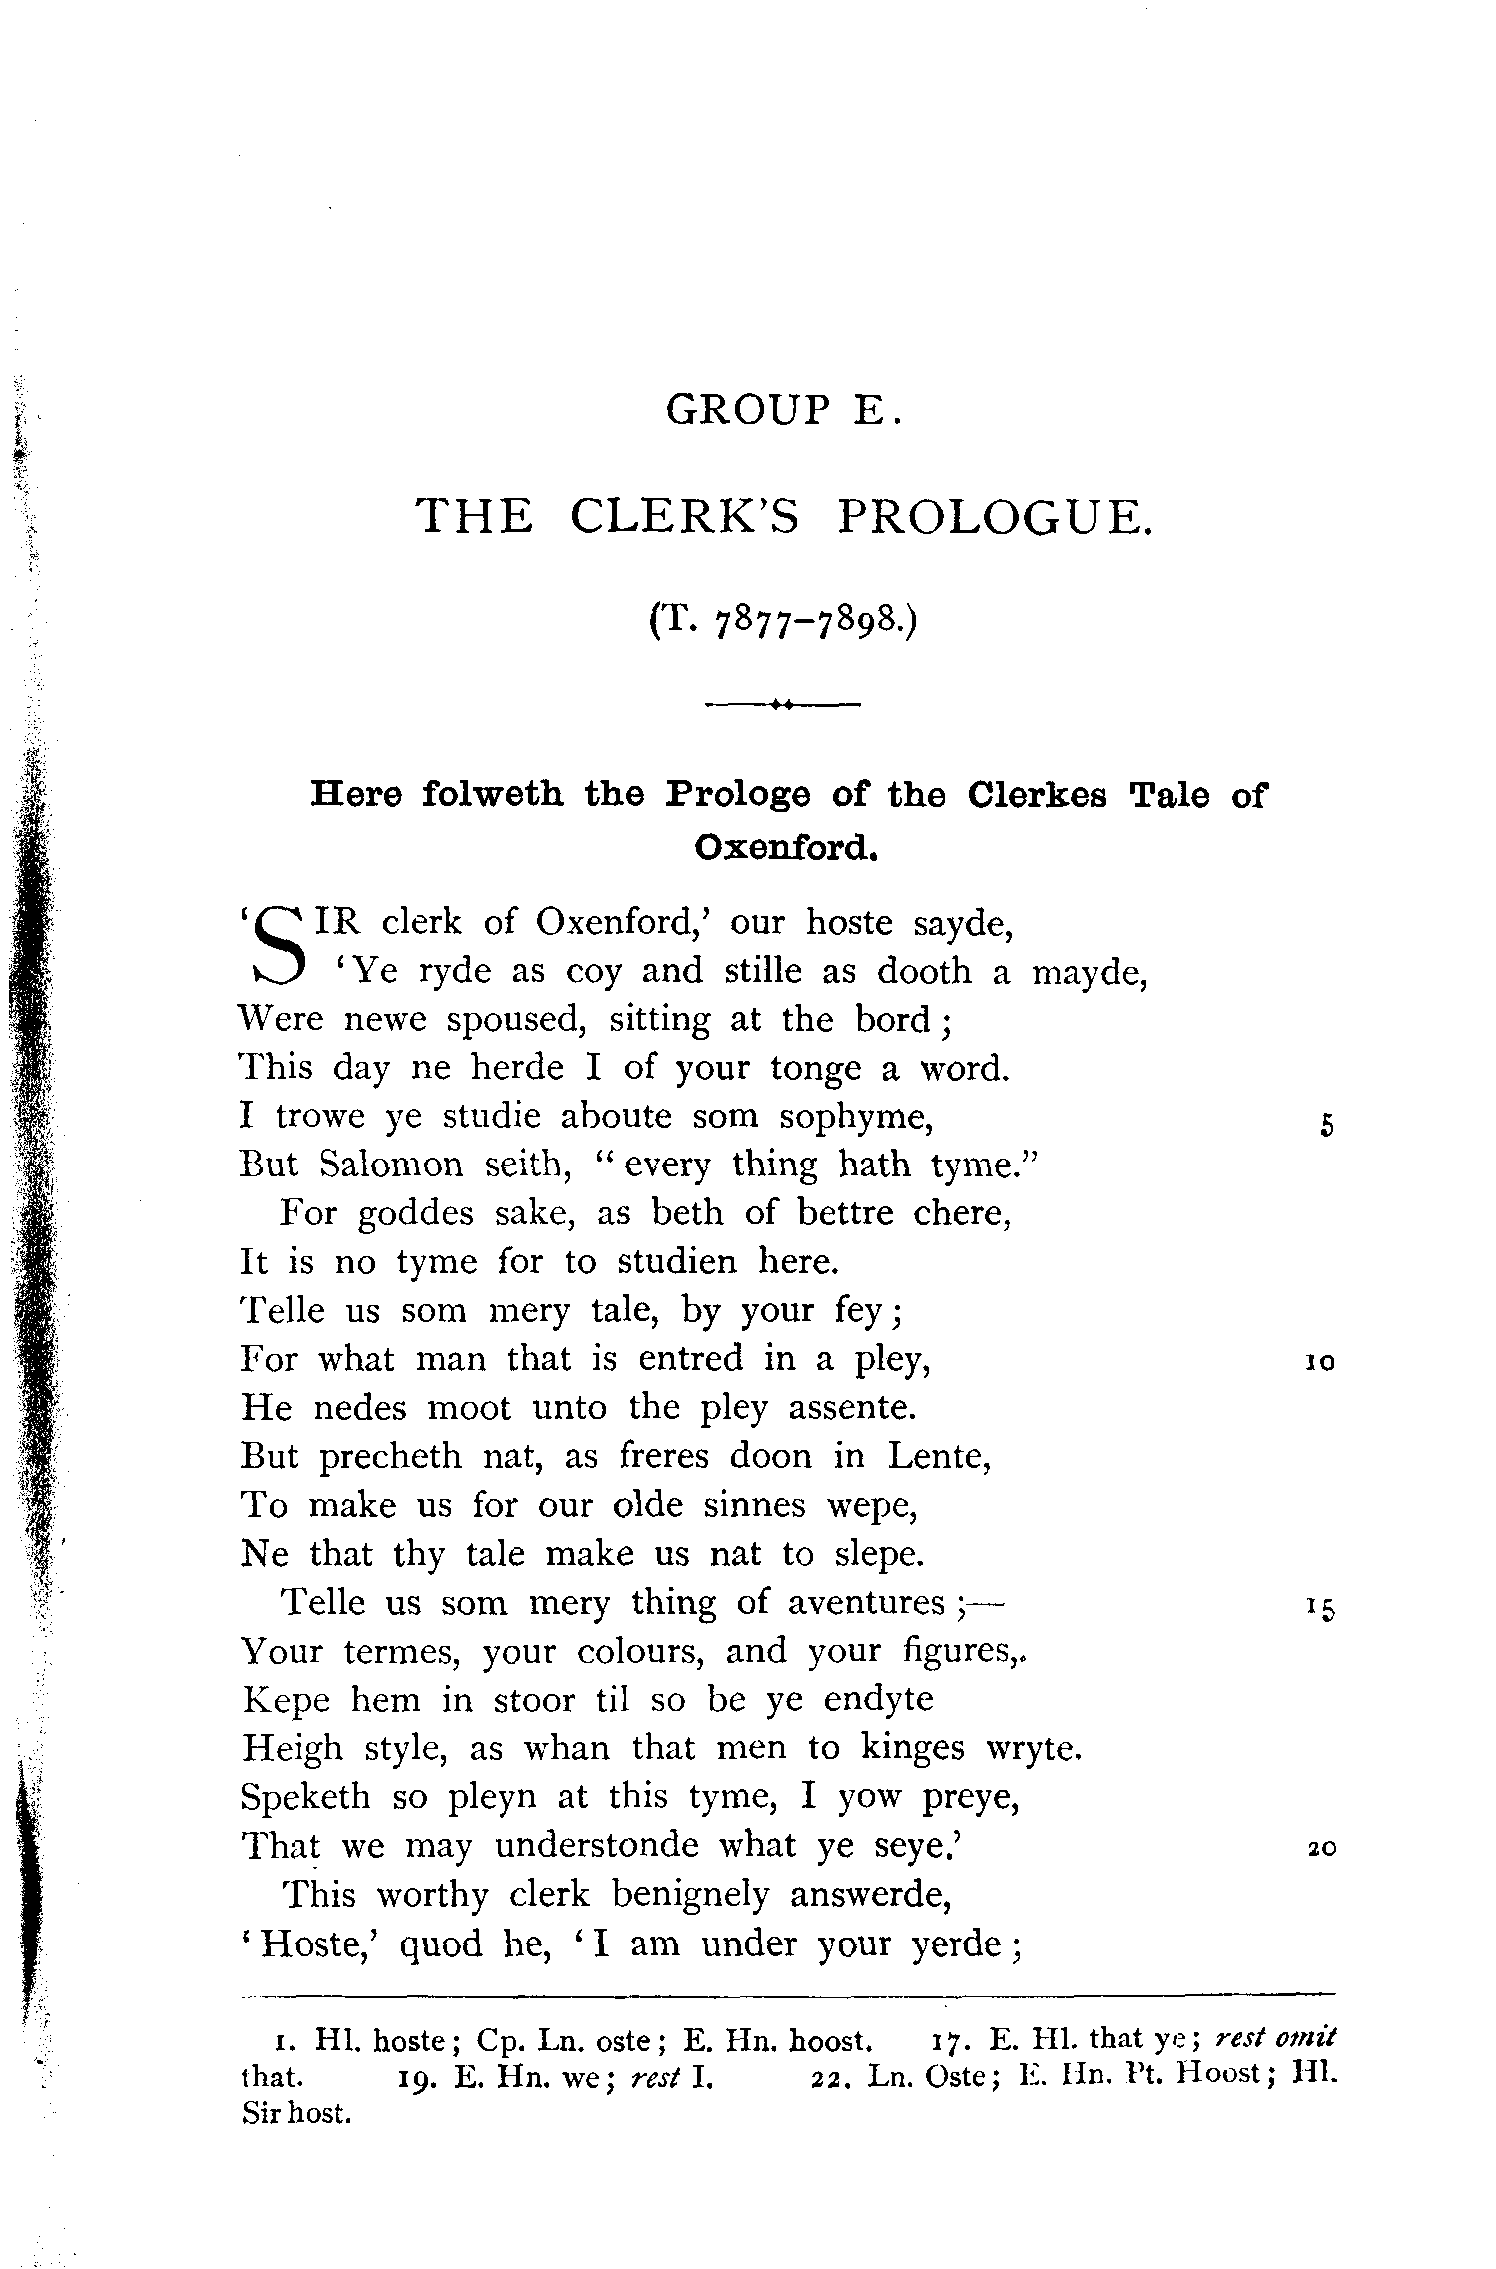 GROUP E.
THE CLERK'S PROLOGUE.
(T. 7877–7898.)
Here folweth the Prologe of the Clerkes Tale of
Oxenford.
'SIR clerk of Oxenford,' our hoste sayde,
'Ye ryde as coy and stille as dooth a mayde,
Were newe spoused, sitting at the bord;
This day ne herde I of your tonge a word.
I trowe ye studie aboute som sophyme, 5
But Salomon seith, "every thing hath tyme."
For goddes sake, as beth of bettre chere,
It is no tyme for to studien here.
Telle us som mery tale, by your fey;
For what man that is entred in a pley, 10
He nedes moot unto the pley assente.
But precheth nat, as freres doon in Lente,
To make us for our olde sinnes wepe,
Ne that thy tale make us nat to slepe.
Telle us som mery thing of aventures;— 15
Your termes, your colours, and your figures,
Kepe hem in stoor til so be ye endyte
Heigh style, as whan that men to kinges wryte.
Speketh so pleyn at this tyme, I yow preye,
That we may understonde what ye seye.' 20
This worthy clerk benignely answerde,
'Hoste,' quod he, 'I am under your yerde;
1. Hl. hoste; Cp. Ln. oste; E. Hn. hoost. 17. E. Hl. that ye; rest omit
that. 19. E. Hn. we; rest I. 22. Ln. Oste; E. Hn. Pt. Hoost; Hl.
Sir host.